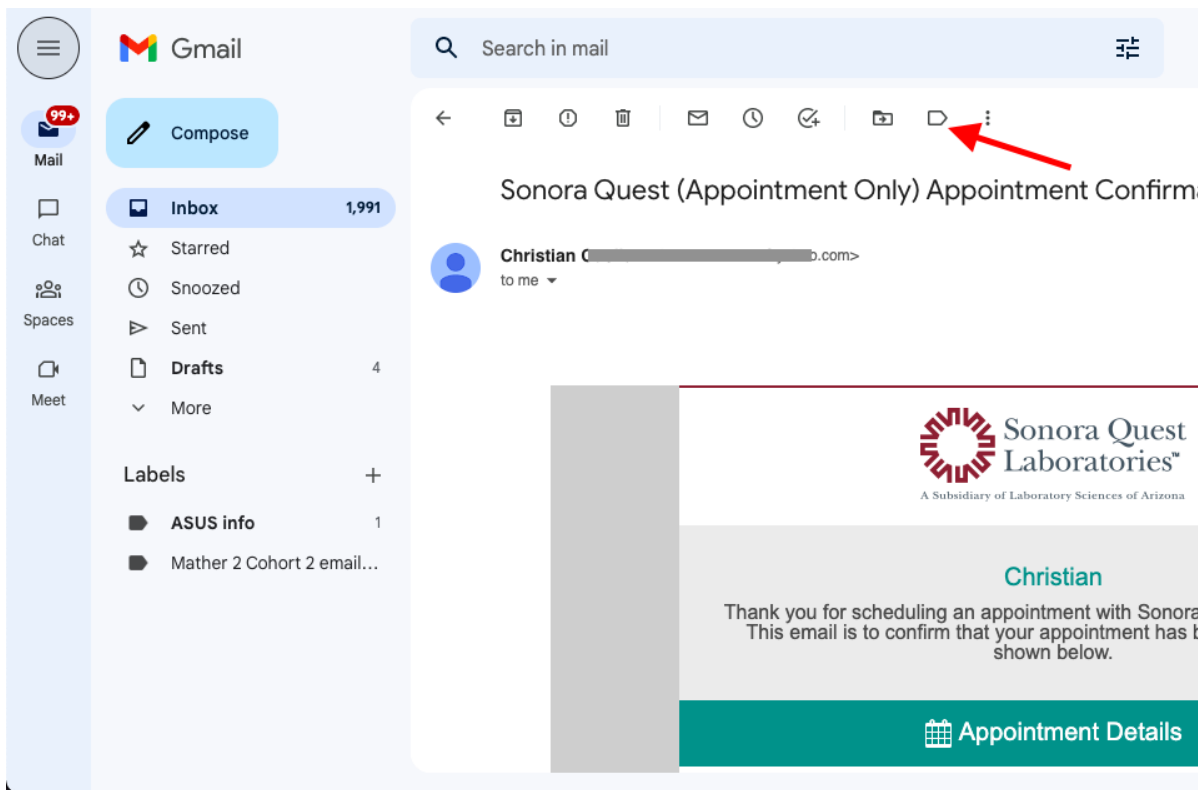 Gmail
Search in mail
99+
Mail
Chat
Spaces
Meet
Compose
Inbox 1,991
Starred
Snoozed
Sent
Drafts 4
More
Labels +
ASUS info 1
Mather 2 Cohort 2 email...
Sonora Quest (Appointment Only) Appointment Confirma
Christian
.com>
to me
Sonora Quest
Laboratories™
A Subsidiary of Laboratory Sciences of Arizona
Christian
Thank you for scheduling an appointment with Sonora
This email is to confirm that your appointment has b
shown below.
Appointment Details